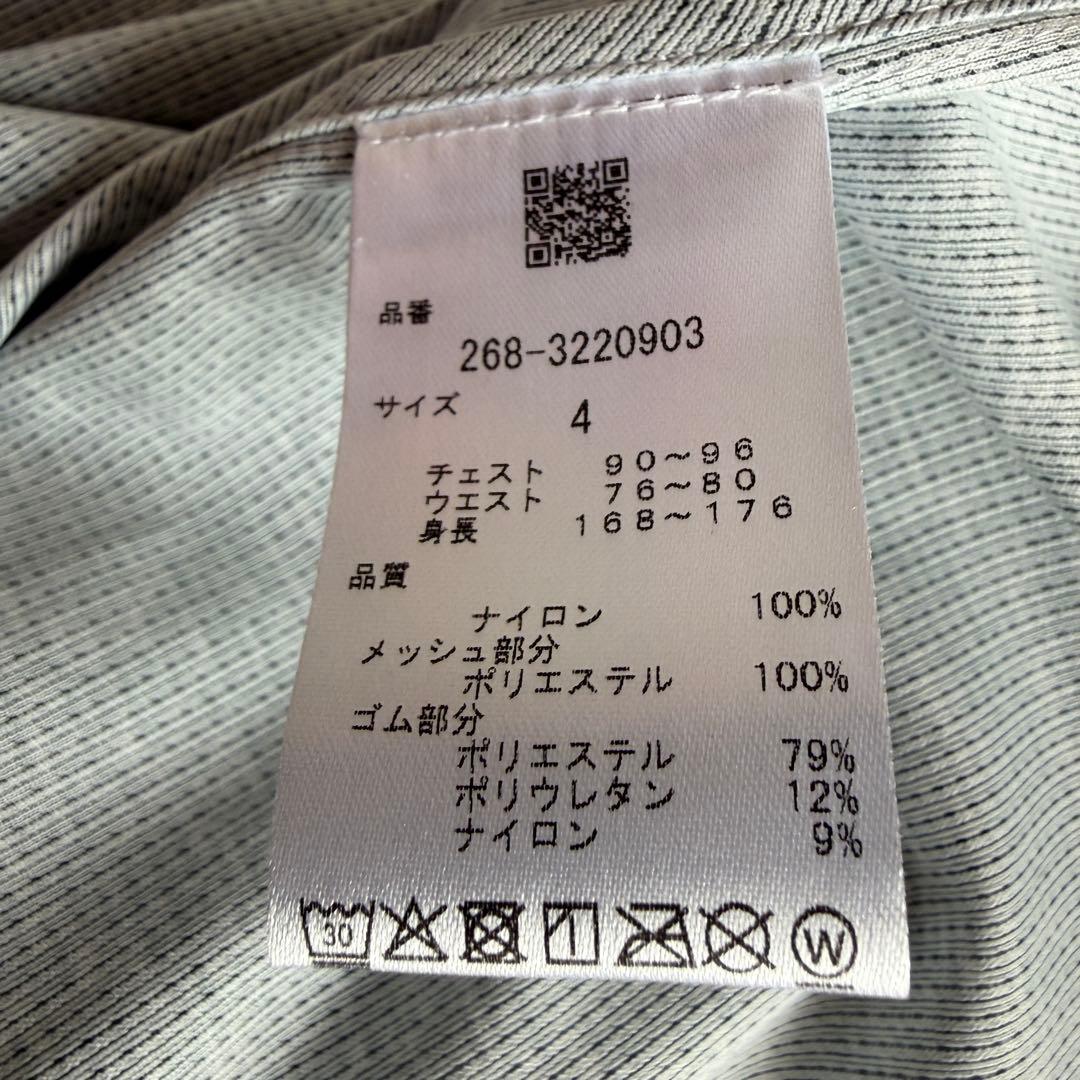 品番
268-3220903
サイズ 4
チェスト 90〜96
ウエスト 76〜80
身長 168〜176
品質
ナイロン 100%
メッシュ部分
ポリエステル 100%
ゴム部分
ポリエステル 79%
ポリウレタン 12%
ナイロン 9%
30
W